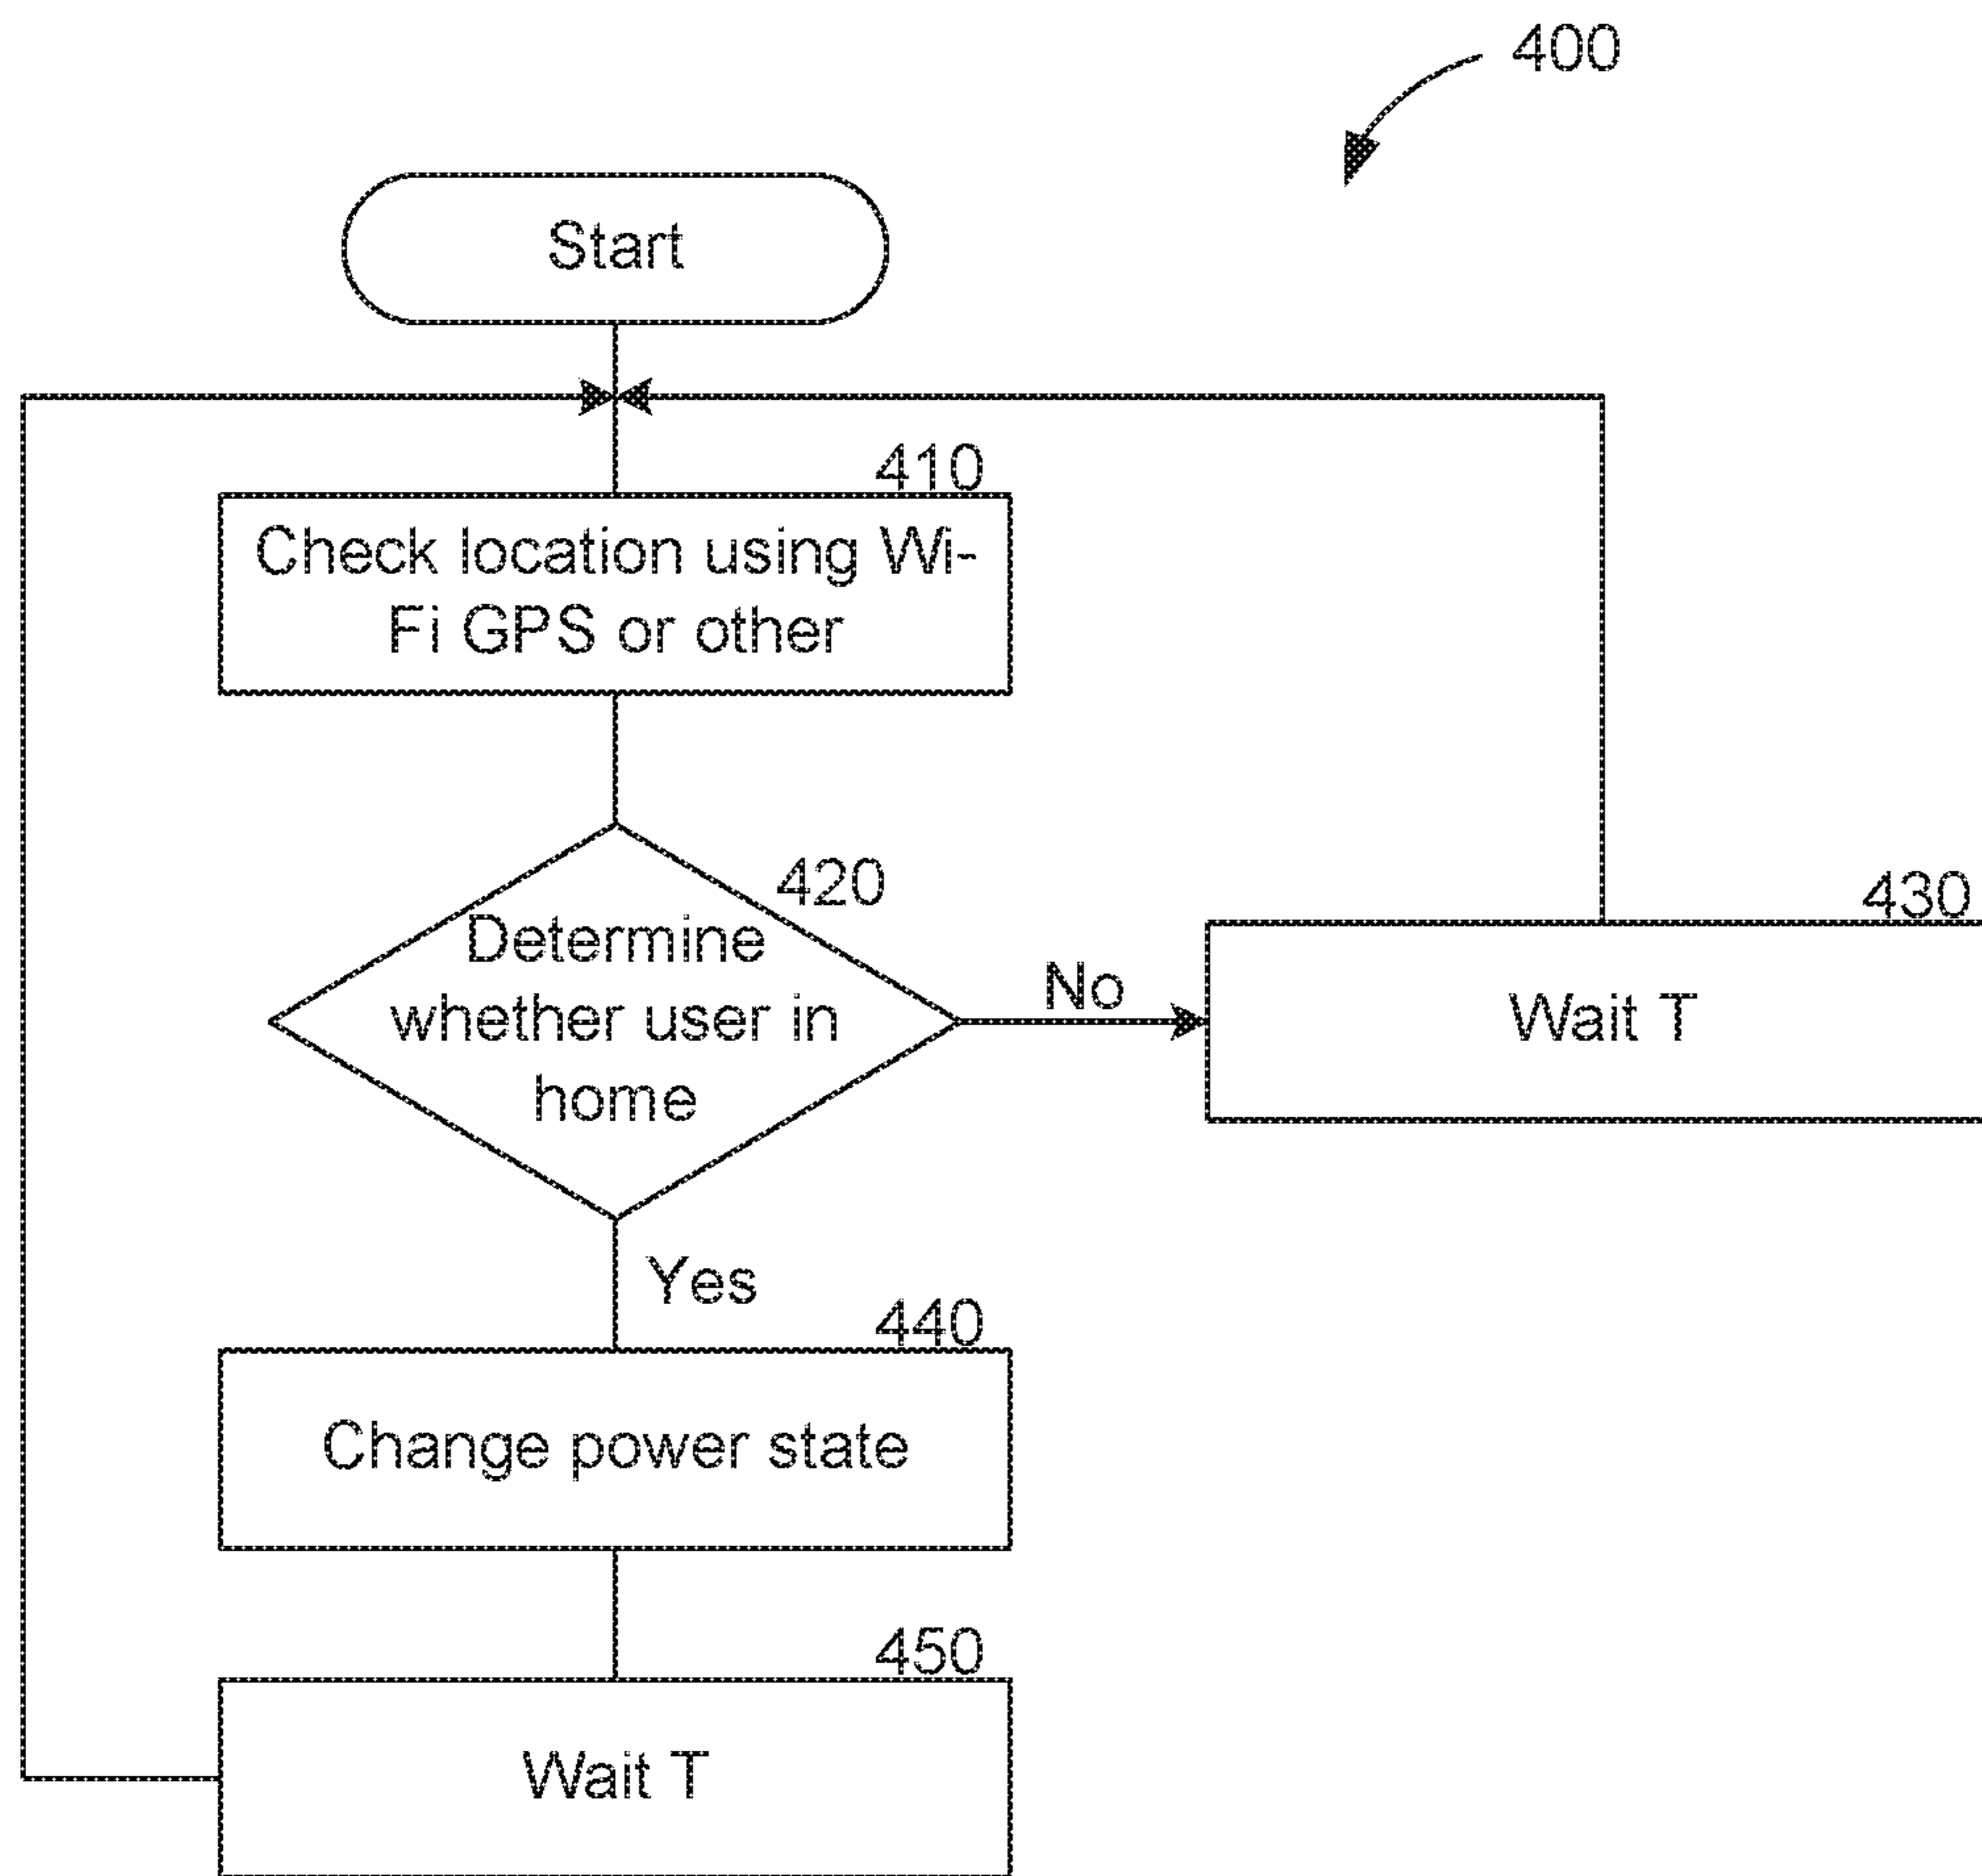 400
Start
410
Check location using Wi-
Fi GPS or other
420
Determine
whether user in
home
No
430
Wait T
Yes
440
Change power state
450
Wait T